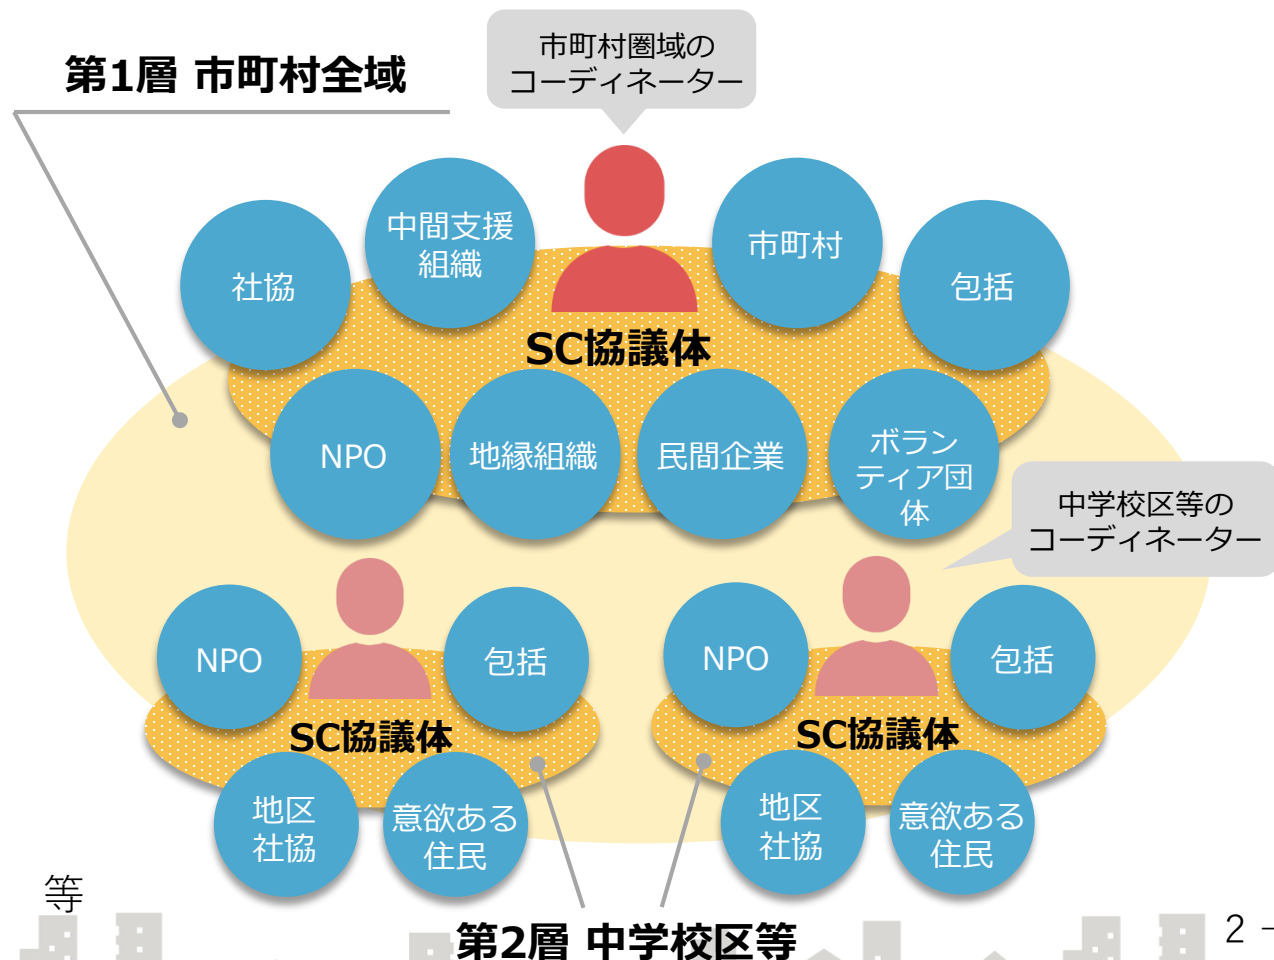 市町村圏域の
コーディネーター
第1層 市町村全域
中間支援
組織
市町村
社協
包括
SC協議体
NPO
地縁組織
民間企業
ボラン
ティア団
体
中学校区等の
コーディネーター
NPO
包括
SC協議体
地区
社協
意欲ある
住民
NPO
包括
SC協議体
地区
社協
意欲ある
住民
等
第2層 中学校区等
2 -